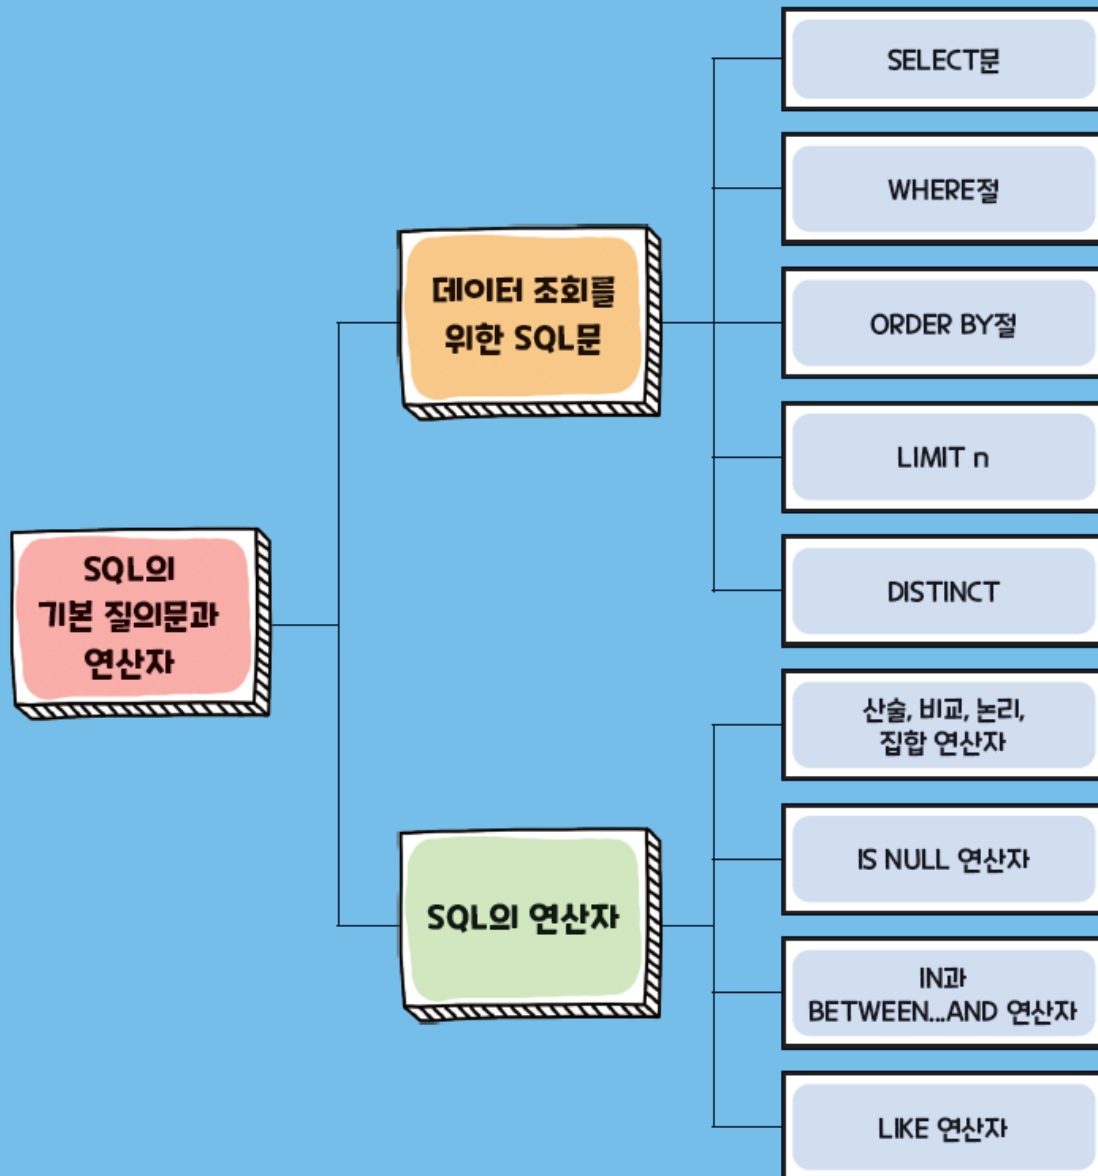 SQL의
기본 질의문과
연산자
데이터 조회를
위한 SQL문
SELECT문
WHERE절
ORDER BY절
LIMIT n
DISTINCT
SQL의 연산자
산술, 비교, 논리,
집합 연산자
IS NULL 연산자
IN과
BETWEEN...AND 연산자
LIKE 연산자